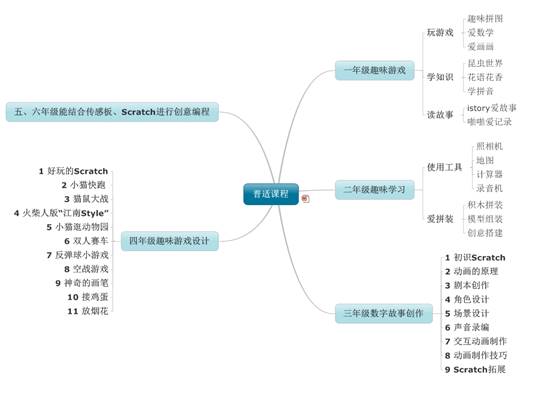 普适课程
一年级趣味游戏
玩游戏
趣味拼图
爱数学
爱画画
学知识
昆虫世界
花语花香
学拼音
读故事
istory爱故事
嘟嘟爱记录
二年级趣味学习
使用工具
照相机
地图
计算器
录音机
爱拼装
积木拼装
模型组装
创意搭建
三年级数字故事创作
1 初识Scratch
2 动画的原理
3 剧本创作
4 角色设计
5 场景设计
6 声音录编
7 交互动画制作
8 动画制作技巧
9 Scratch拓展
四年级趣味游戏设计
1 好玩的Scratch
2 小猫快跑
3 猫鼠大战
4 火柴人版“江南Style”
5 小猫逛动物园
6 双人赛车
7 反弹球小游戏
8 空战游戏
9 神奇的画笔
10 接鸡蛋
11 放烟花
五、六年级能结合传感板、Scratch进行创意编程